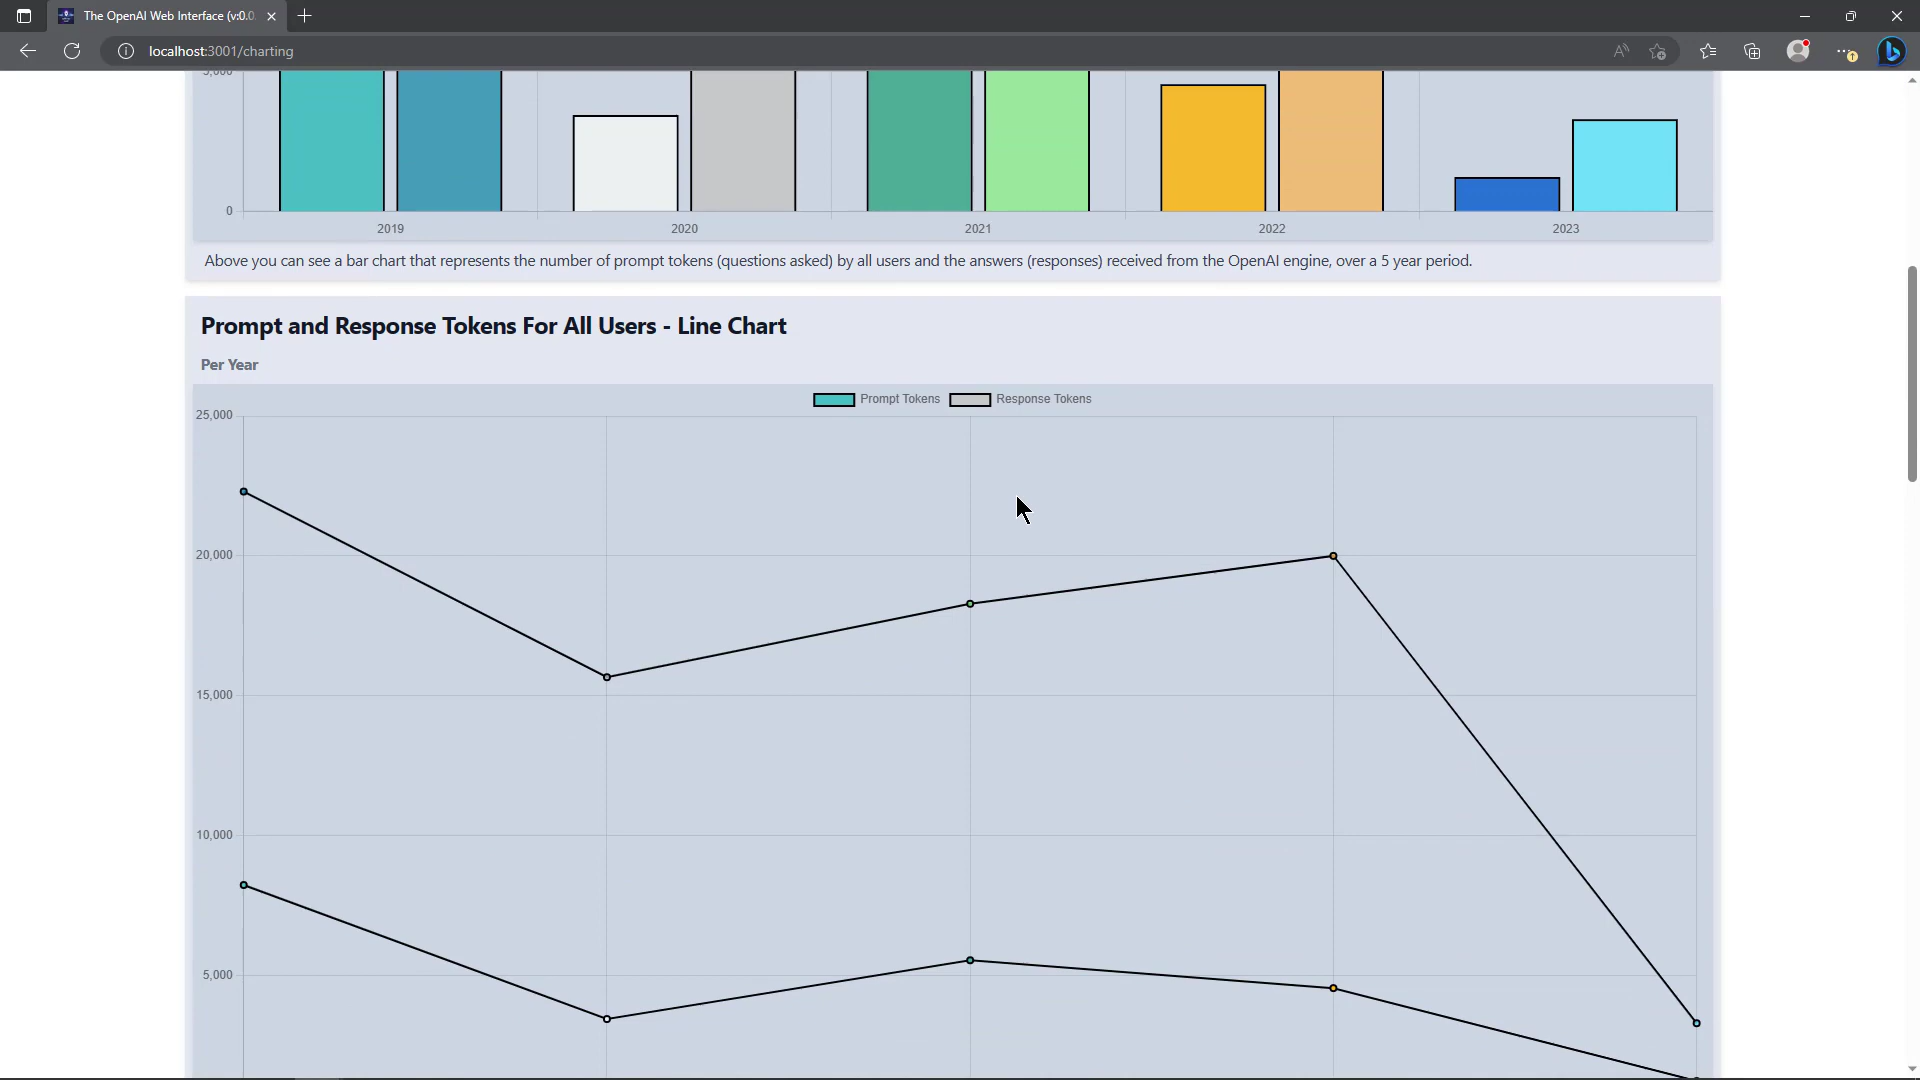 The OpenAI Web Interface (v:0.0.
localhost:3001/charting
5,000
0
2019 2020 2021 2022 2023
Above you can see a bar chart that represents the number of prompt tokens (questions asked) by all users and the answers (responses) received from the OpenAI engine, over a 5 year period.
Prompt and Response Tokens For All Users - Line Chart
Per Year
Prompt Tokens Response Tokens
25,000
20,000
15,000
10,000
5,000